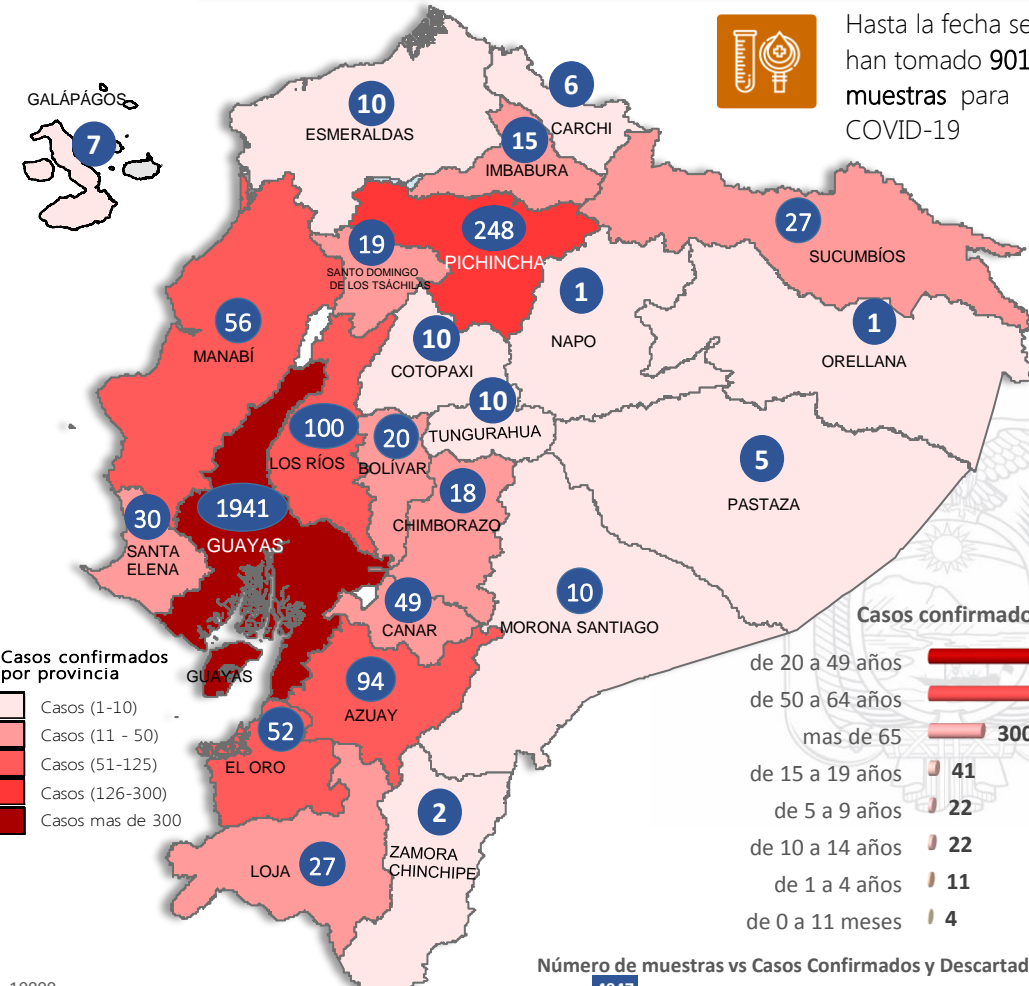 Hasta la fecha se
han tomado 901
muestras para
COVID-19
GALÁPÁGOS
7
10
ESMERALDAS
6
CARCHI
15
IMBABURA
27
SUCUMBÍOS
248
PICHINCHA
19
SANTO DOMINGO
DE LOS TSÁCHILAS
1
NAPO
1
ORELLANA
56
MANABÍ
10
COTOPAXI
10
TUNGURAHUA
100
LOS RÍOS
20
BOLÍVAR
5
PASTAZA
18
CHIMBORAZO
1941
GUAYAS
30
SANTA
ELENA
49
CANAR
10
MORONA SANTIAGO
GUAYAS
94
AZUAY
52
EL ORO
2
ZAMORA
CHINCHIPE
LOJA 27
Casos confirmados
por provincia
Casos (1-10)
Casos (11 - 50)
Casos (51-125)
Casos (126-300)
Casos mas de 300
Casos confirmado
de 20 a 49 años
de 50 a 64 años
mas de 65 300
de 15 a 19 años 41
de 5 a 9 años 22
de 10 a 14 años 22
de 1 a 4 años 11
de 0 a 11 meses 4
Número de muestras vs Casos Confirmados y Descartad